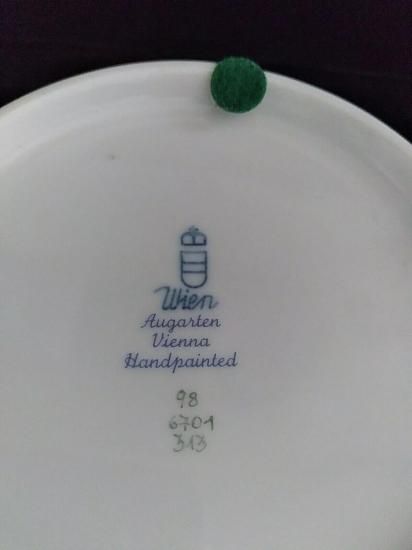 Wien
Augarten
Vienna
Handpainted
98
6701
313